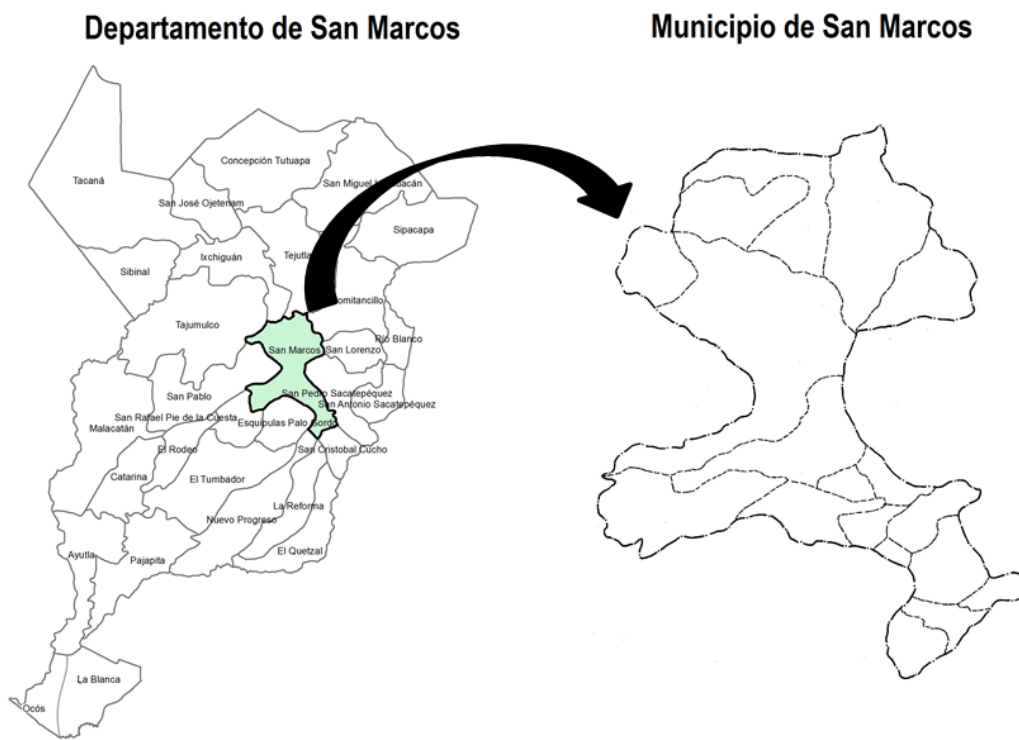 Departamento de San Marcos
Municipio de San Marcos
Concepción Tutuapa
Tacaná
San Miguel
San José Ojetenam
Sipacapa
Ixchiguán
Tejutla
Sibinal
Tajumulco
Río Blanco
San Marcos
San Lorenzo
San Pablo
San Pedro Sacatepéquez
San Antonio Sacatepéquez
San Rafael Pie de la Cuesta
Malacatán
Esquipulas Palo Gordo
El Rodeo
San Cristobal Cucho
Catarina
El Tumbador
La Reforma
Nuevo Progreso
Ayutla
Pajapita
El Quetzal
La Blanca
Ocós